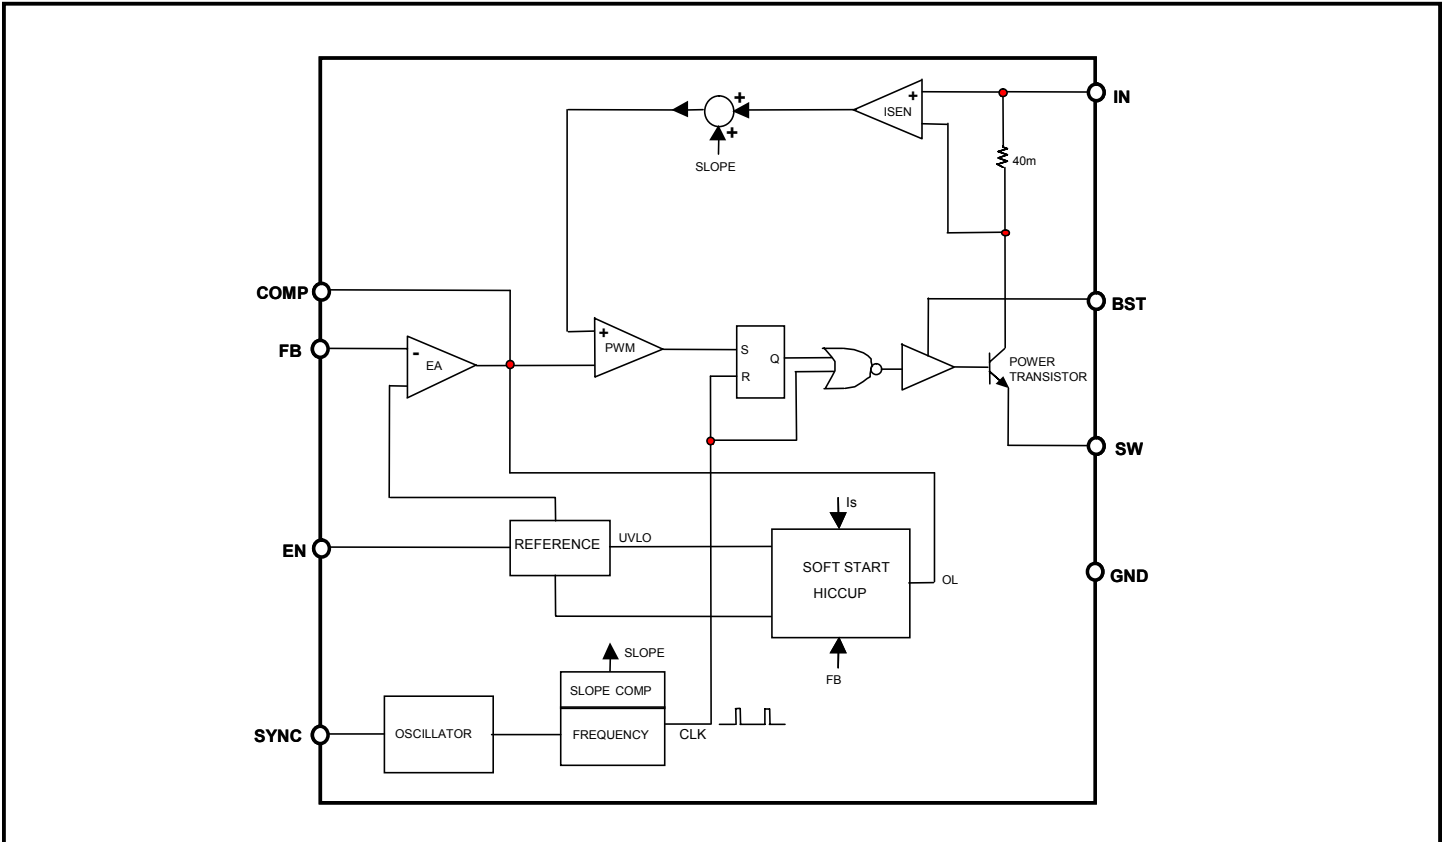 IN
+
ISEN
+
+
SLOPE
40m
COMP
BST
FB
-
EA
+
PWM
S
Q
R
POWER
TRANSISTOR
SW
Is
EN
REFERENCE
UVLO
SOFT START
HICCUP
OL
GND
SLOPE
FB
SLOPE COMP
SYNC
OSCILLATOR
FREQUENCY
CLK